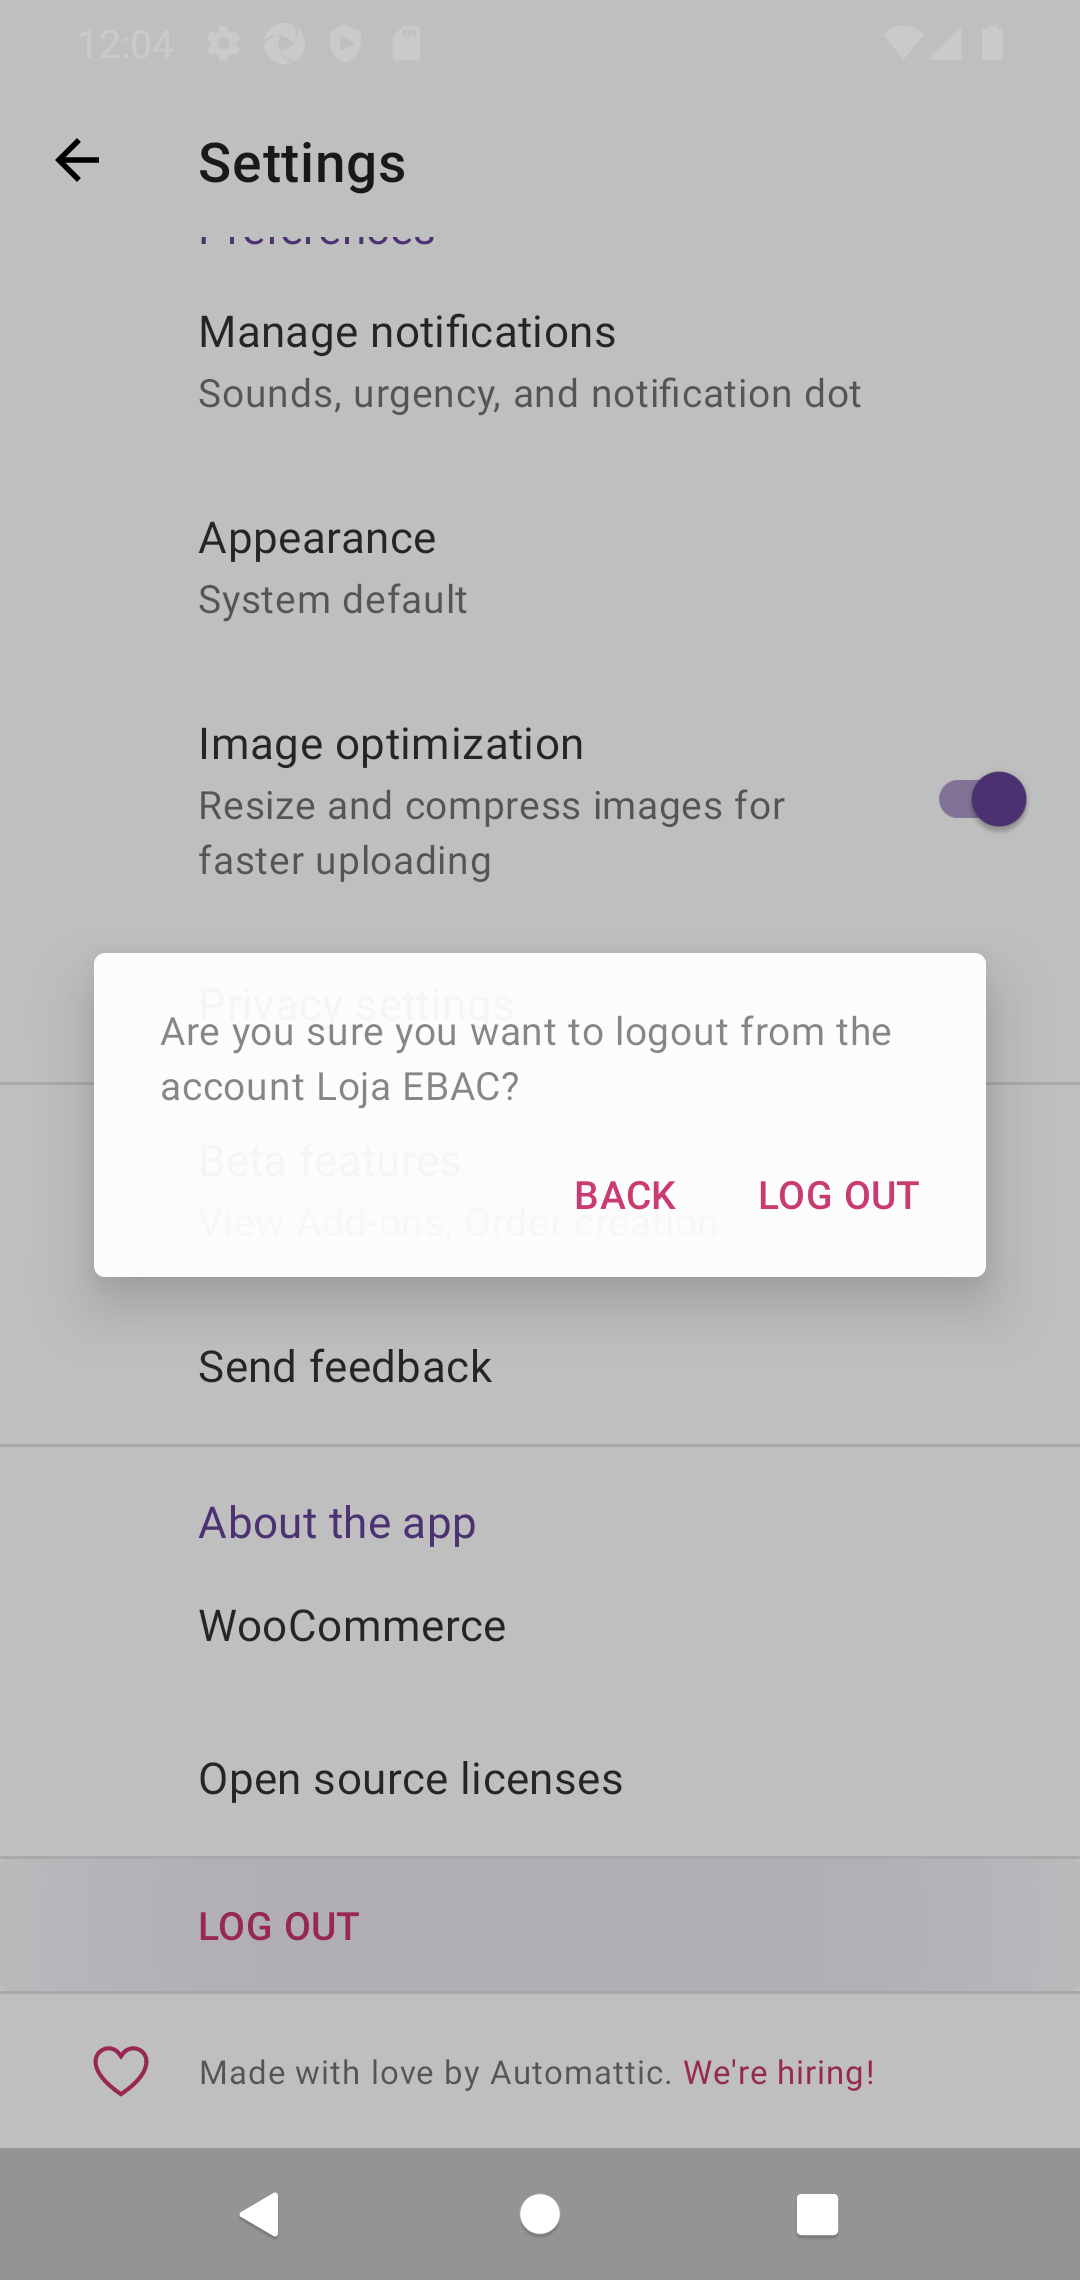 12:04
Settings
Preferences
Manage notifications
Sounds, urgency, and notification dot
Appearance
System default
Image optimization
Resize and compress images for
faster uploading
Privacy settings
Are you sure you want to logout from the
account Loja EBAC?
Beta features
BACK LOG OUT
View Add-ons, Order creation
Send feedback
About the app
WooCommerce
Open source licenses
LOG OUT
Made with love by Automattic. We're hiring!